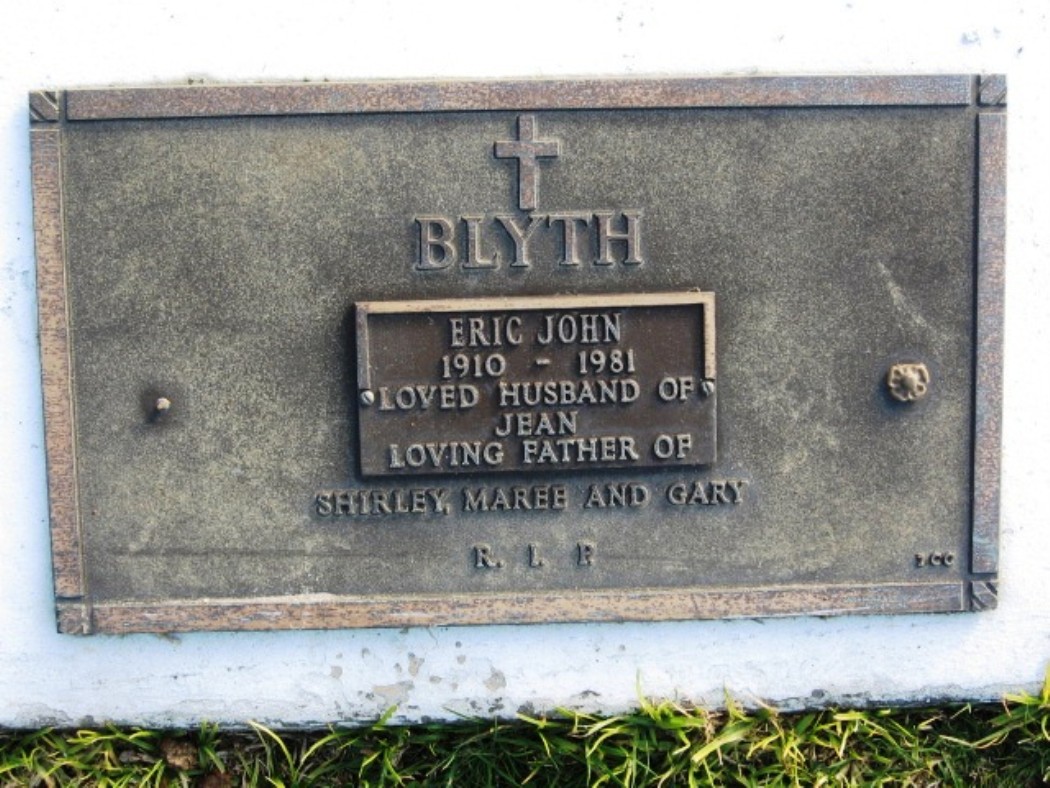 BLYTH
ERIC JOHN
1910 - 1981
LOVED HUSBAND OF
JEAN
LOVING FATHER OF
SHIRLEY, MAREE AND GARY
R. I. P.